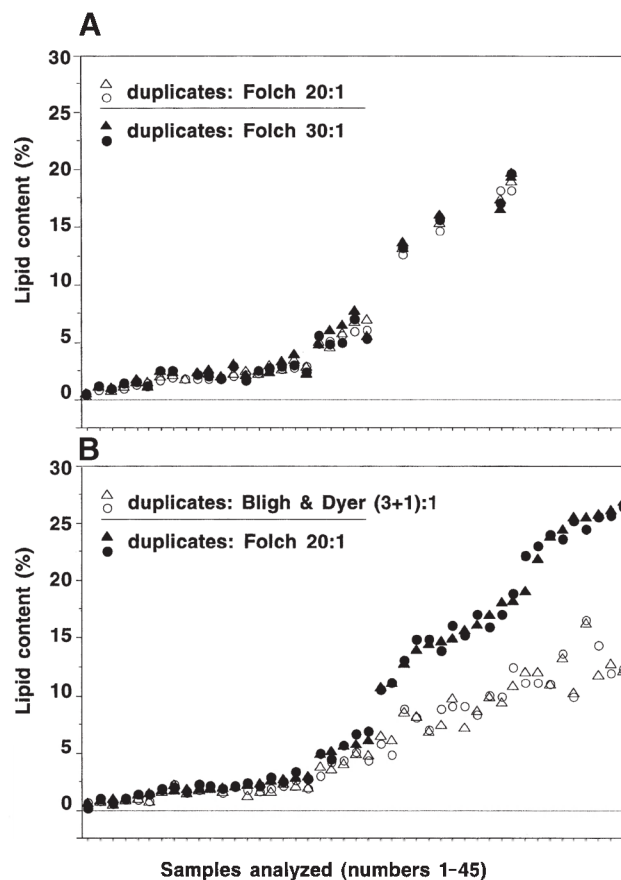 A
30
25
20
15
10
5
0
Lipid content (%)
duplicates: Folch 20:1
duplicates: Folch 30:1
B
30
25
20
15
10
5
0
Lipid content (%)
duplicates: Bligh & Dyer (3+1):1
duplicates: Folch 20:1
Samples analyzed (numbers 1–45)